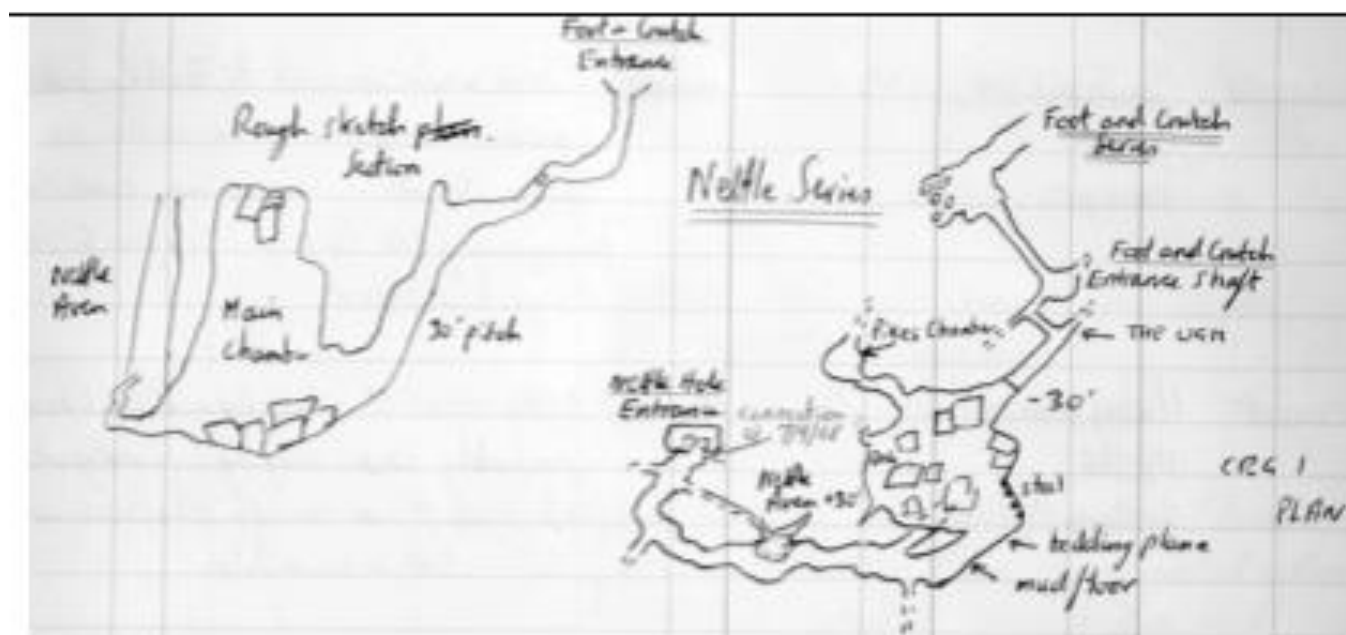 Foot & Crutch
Entrance
Rough sketch plan.
Section
Nettle
Aven
Main
Chamber
30' pitch
Nettle Series
Foot and Crutch
Series
Foot and Crutch
Entrance Shaft
Pixies Chamber
THE UGH
-30'
Nettle Hole
Entrance
connection
Nettle
Aven +30'
stal
bedding plane
mud floor
CRG 1
PLAN